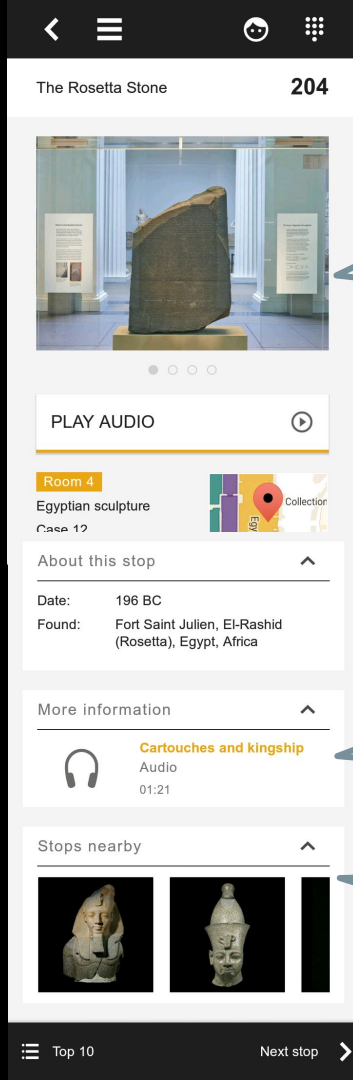 The Rosetta Stone 204
PLAY AUDIO
Room 4
Egyptian sculpture
Case 12
Collection
Egy
About this stop
Date: 196 BC
Found: Fort Saint Julien, El-Rashid
(Rosetta), Egypt, Africa
More information
Cartouches and kingship
Audio
01:21
Stops nearby
Top 10 Next stop